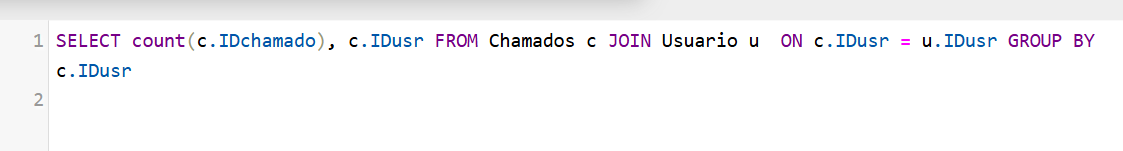 1 SELECT count(c.IDchamado), c.IDusr FROM Chamados c JOIN Usuario u  ON c.IDusr = u.IDusr GROUP BY
c.IDusr
2